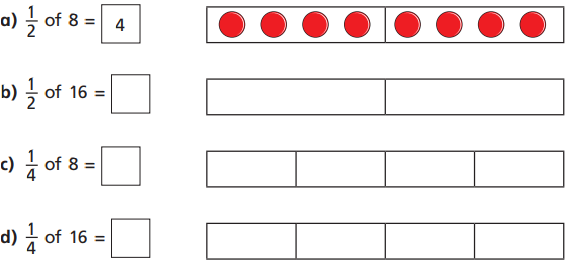 a) 1/2 of 8 = 4
b) 1/2 of 16 =
c) 1/4 of 8 =
d) 1/4 of 16 =